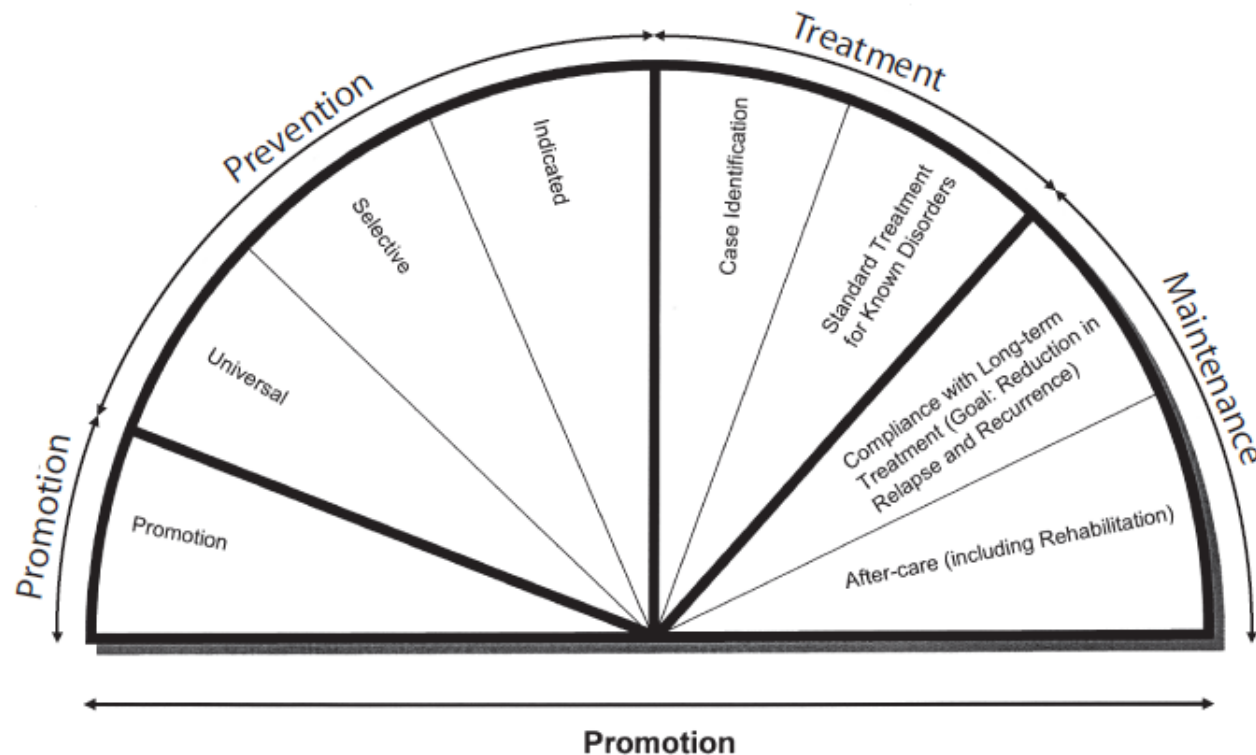 Prevention
Treatment
Promotion
Maintenance
Promotion
Universal
Selective
Indicated
Case Identification
Standard Treatment
for Known Disorders
Compliance with Long-term
Treatment (Goal: Reduction in
Relapse and Recurrence)
After-care (including Rehabilitation)
Promotion